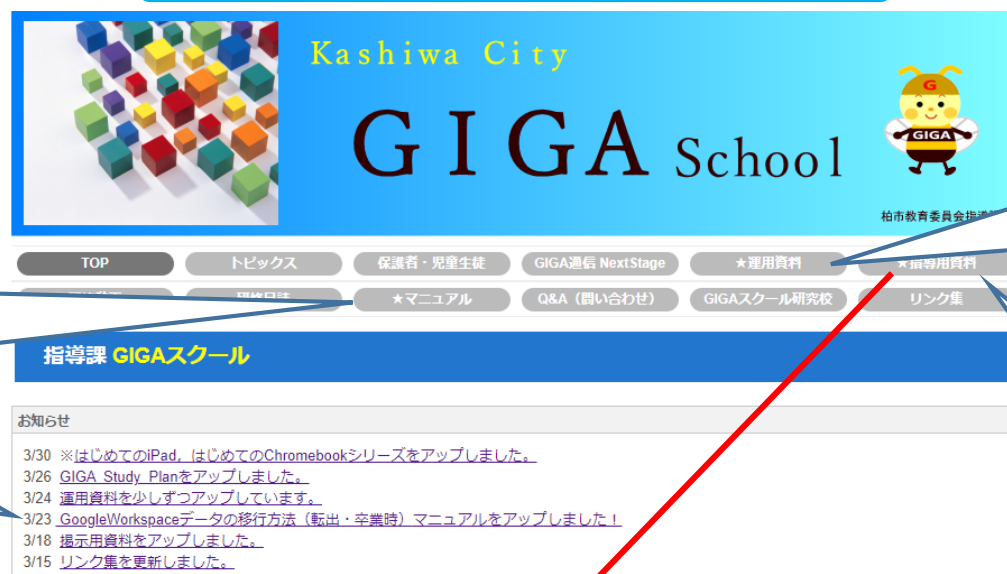 Kashiwa City
GIGA School
G
GIGA
柏市教育委員会指導課
TOP
トピックス
保護者・児童生徒
GIGA通信 NextStage
★運用資料
★指導用資料
研修日誌
★マニュアル
Q&A（問い合わせ）
GIGAスクール研究校
リンク集
指導課 GIGAスクール
お知らせ
3/30 ※はじめてのiPad，はじめてのChromebookシリーズをアップしました。
3/26 GIGA Study Planをアップしました。
3/24 運用資料を少しずつアップしています。
3/23 GoogleWorkspaceデータの移行方法（転出・卒業時）マニュアルをアップしました！
3/18 掲示用資料をアップしました。
3/15 リンク集を更新しました。